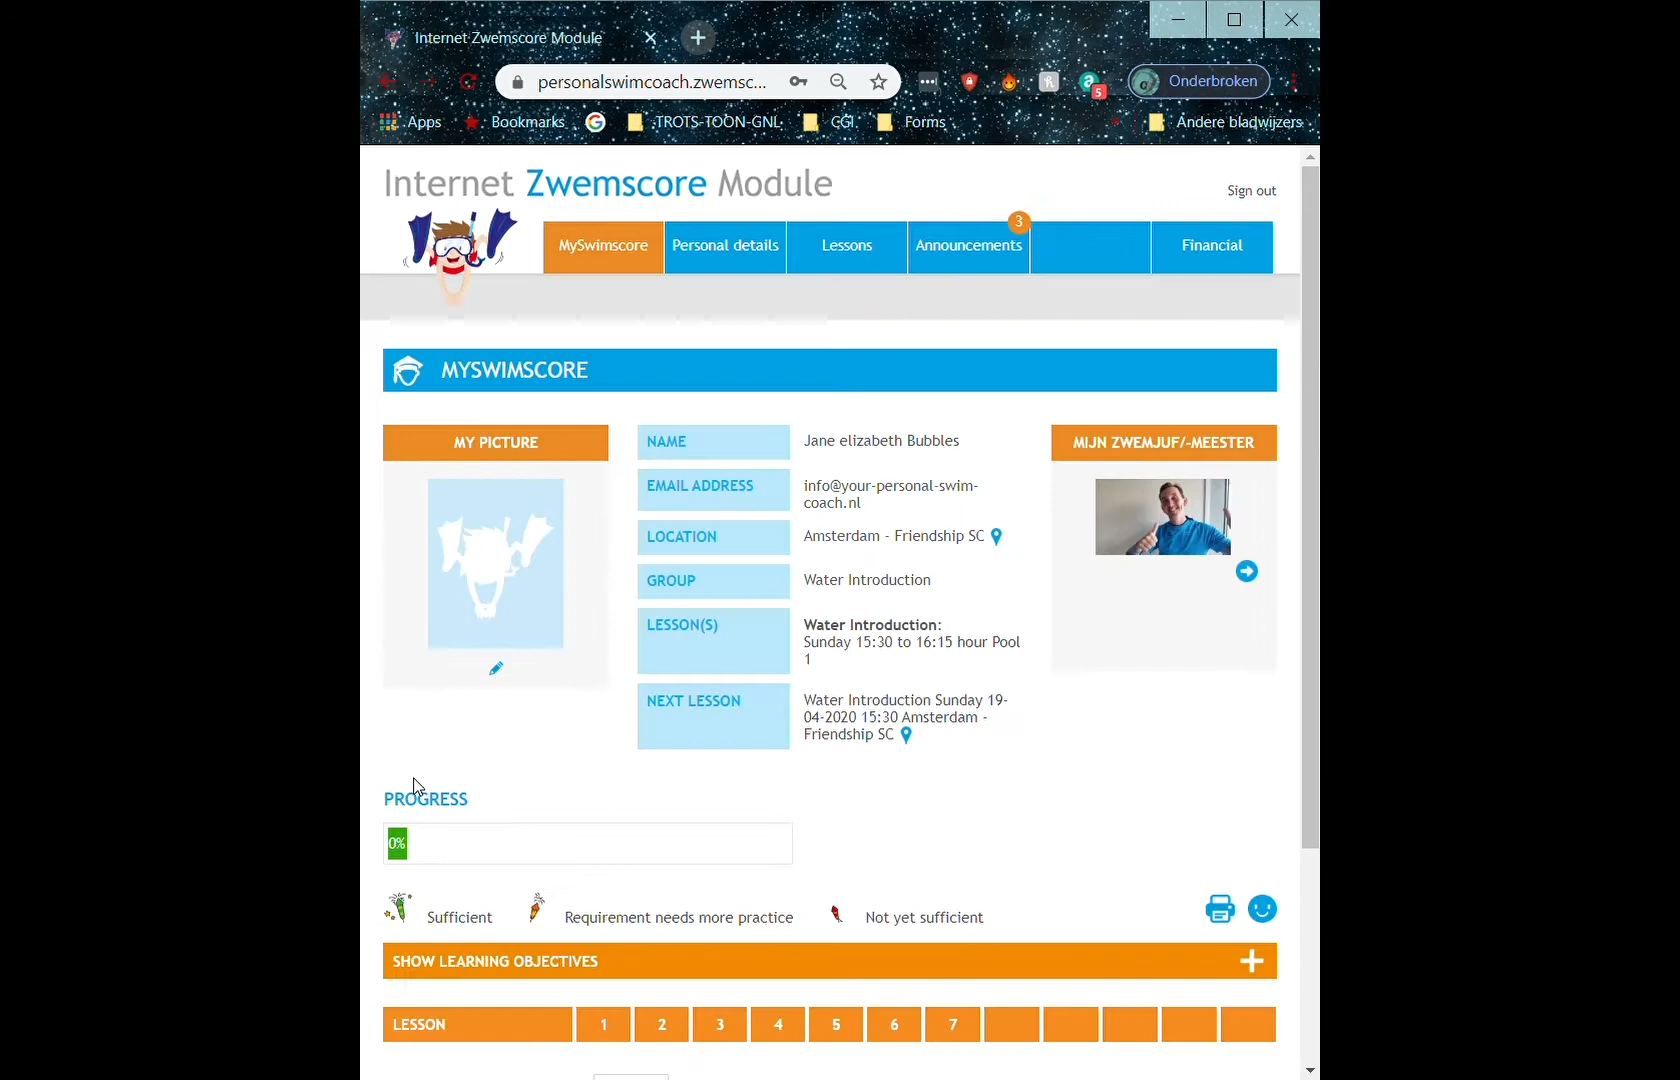 Internet Zwemscore Module
personalswimcoach.zwemsc...
5
Onderbroken
Apps
Bookmarks
TROTS-TOON-GNL
CGI
Forms
Andere bladwijzers
Internet Zwemscore Module
Sign out
3
MySwimscore
Personal details
Lessons
Announcements
Financial
MYSWIMSCORE
MY PICTURE
NAME
Jane elizabeth Bubbles
EMAIL ADDRESS
info@your-personal-swim-
coach.nl
LOCATION
Amsterdam - Friendship SC
GROUP
Water Introduction
LESSON(S)
Water Introduction:
Sunday 15:30 to 16:15 hour Pool
1
NEXT LESSON
Water Introduction Sunday 19-
04-2020 15:30 Amsterdam -
Friendship SC
MIJN ZWEMJUF/-MEESTER
PROGRESS
0%
Sufficient
Requirement needs more practice
Not yet sufficient
SHOW LEARNING OBJECTIVES
LESSON 1 2 3 4 5 6 7